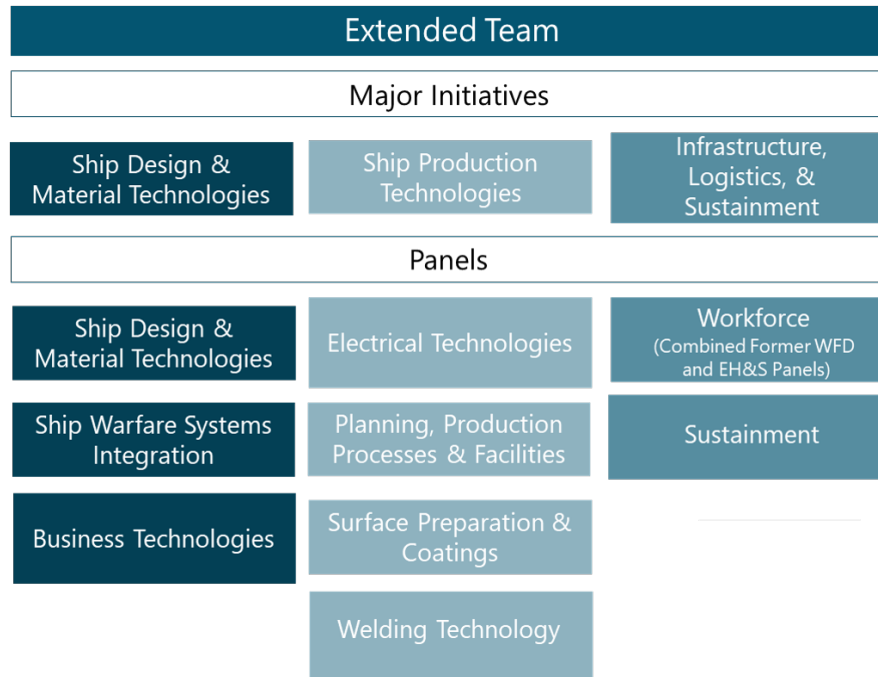 Extended Team
Major Initiatives
Ship Design &
Material Technologies
Ship Production
Technologies
Infrastructure,
Logistics, &
Sustainment
Panels
Ship Design &
Material Technologies
Electrical Technologies
Workforce
(Combined Former WFD
and EH&S Panels)
Ship Warfare Systems
Integration
Planning, Production
Processes & Facilities
Sustainment
Business Technologies
Surface Preparation &
Coatings
Welding Technology